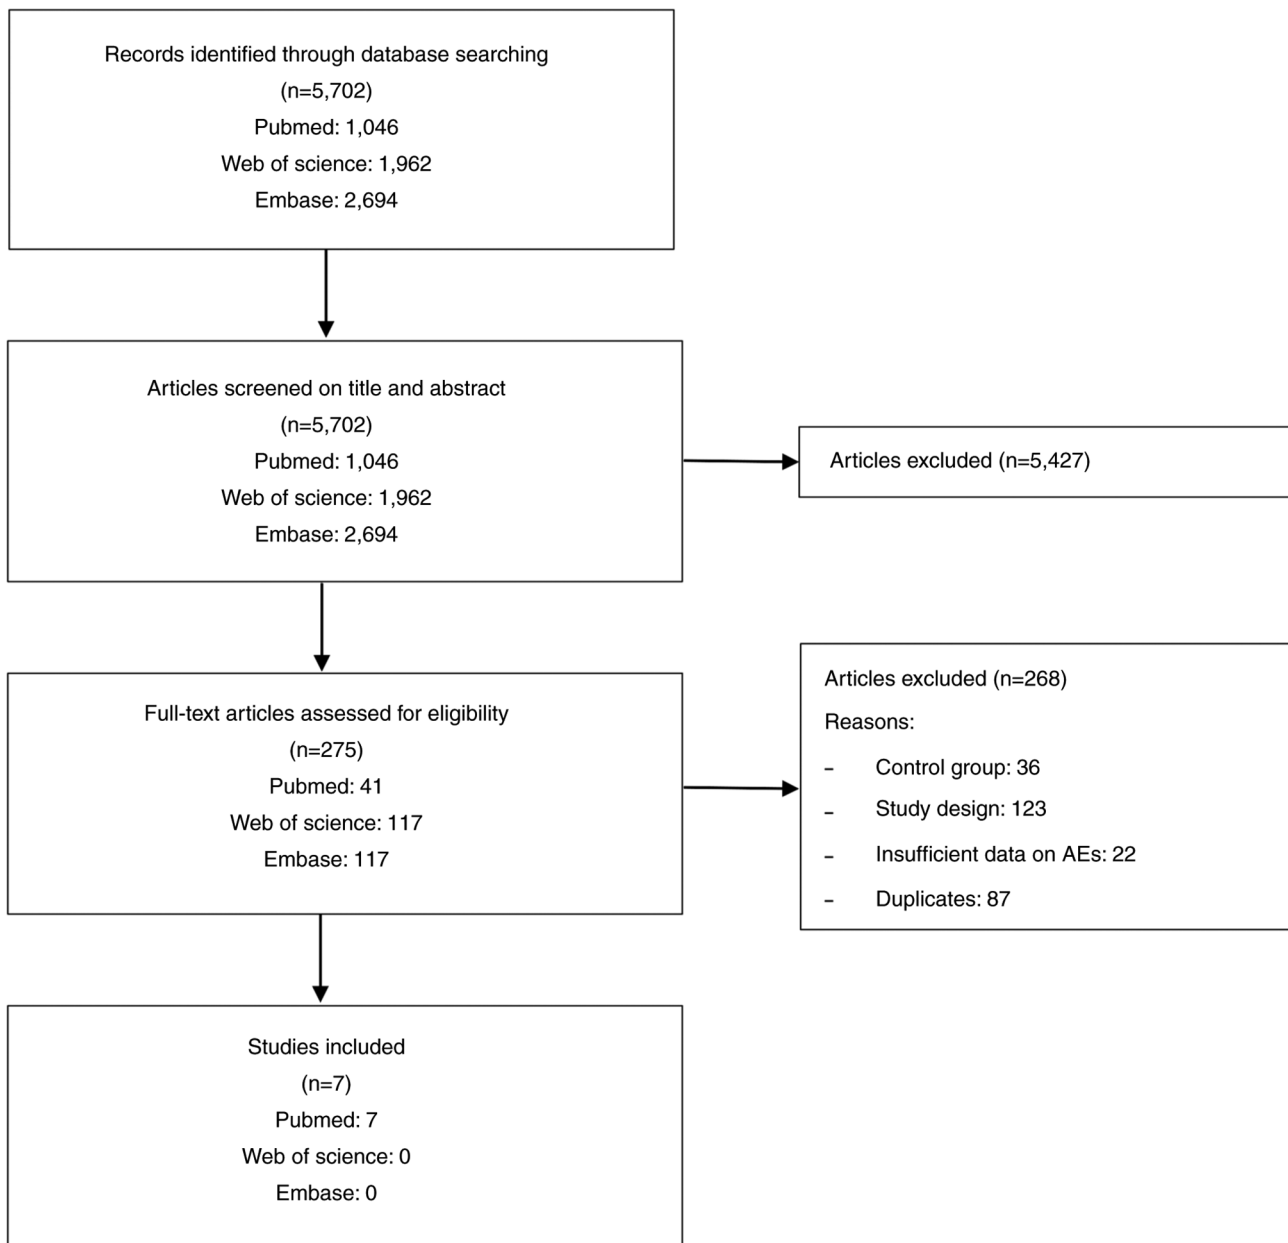 Records identified through database searching
(n=5,702)
Pubmed: 1,046
Web of science: 1,962
Embase: 2,694
Articles screened on title and abstract
(n=5,702)
Pubmed: 1,046
Web of science: 1,962
Embase: 2,694
Articles excluded (n=5,427)
Full-text articles assessed for eligibility
(n=275)
Pubmed: 41
Web of science: 117
Embase: 117
Articles excluded (n=268)
Reasons:
- Control group: 36
- Study design: 123
- Insufficient data on AEs: 22
- Duplicates: 87
Studies included
(n=7)
Pubmed: 7
Web of science: 0
Embase: 0